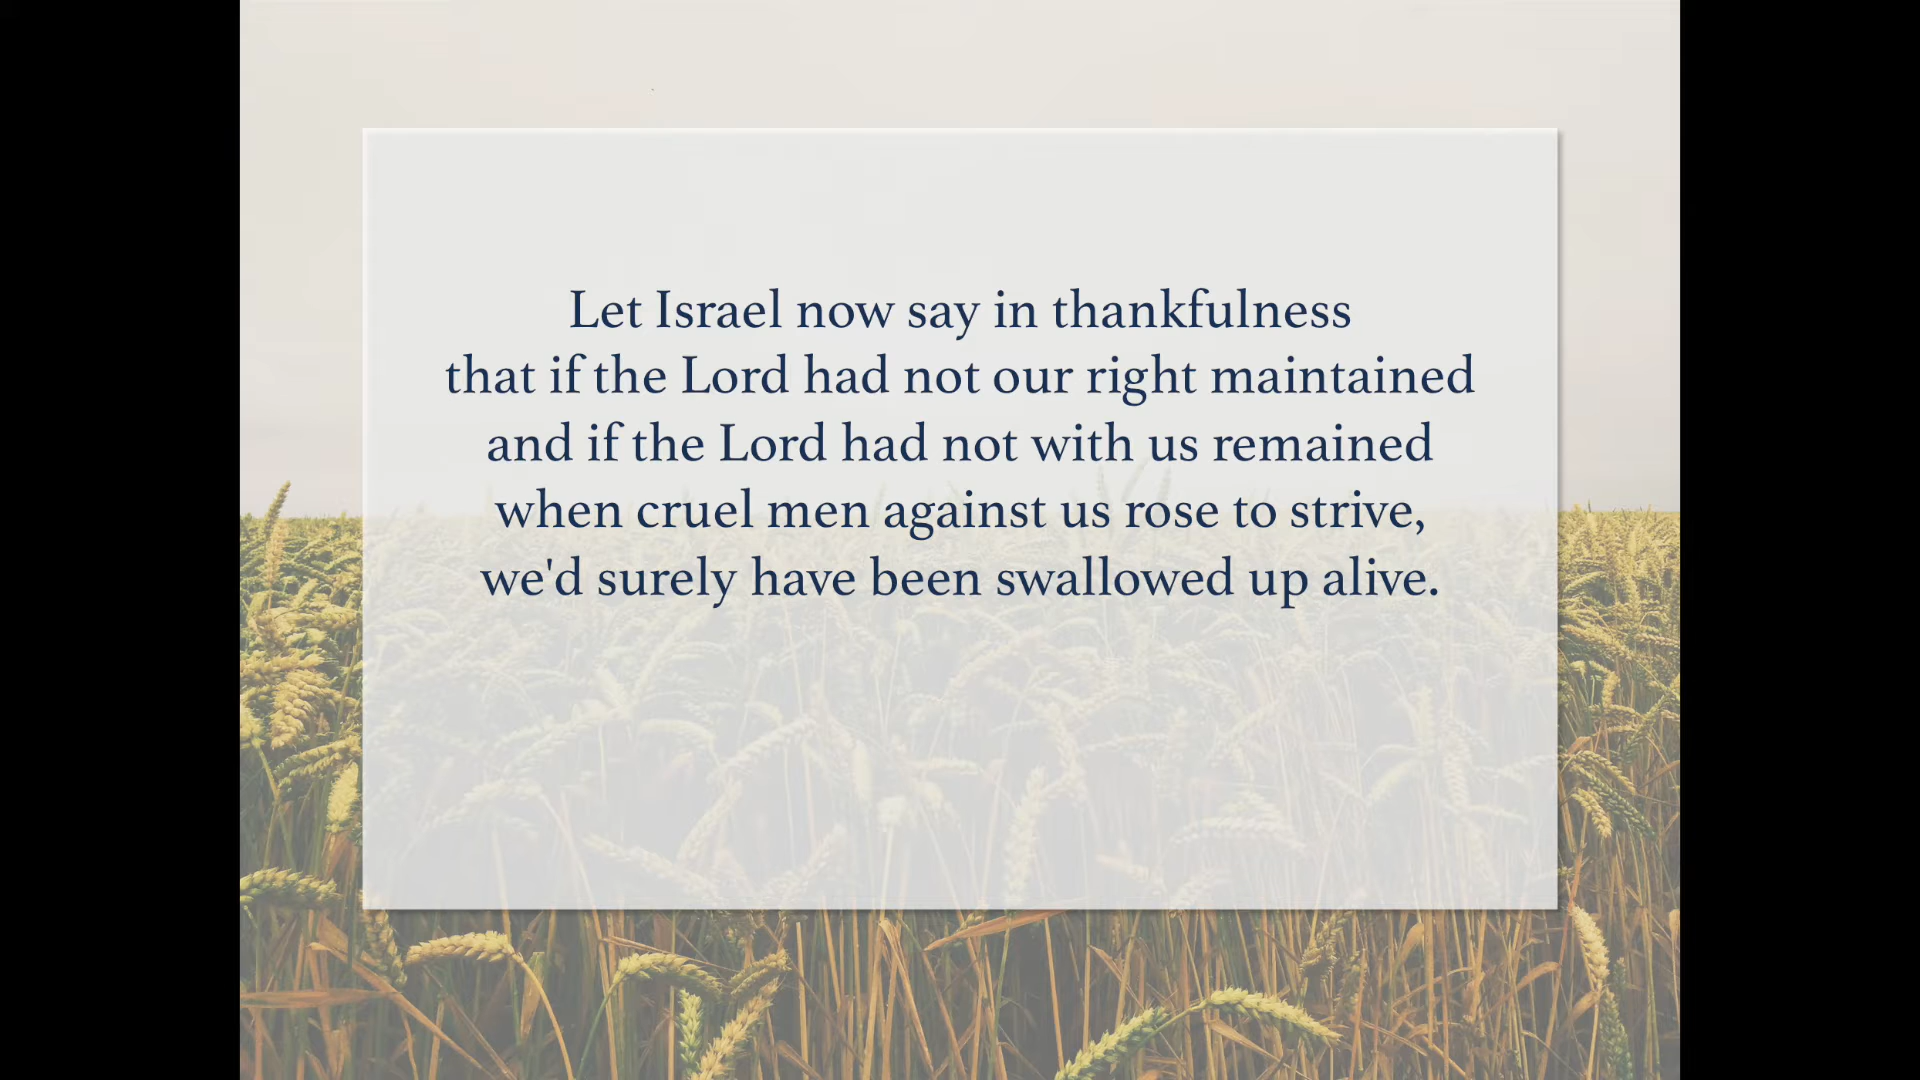 Let Israel now say in thankfulness
that if the Lord had not our right maintained
and if the Lord had not with us remained
when cruel men against us rose to strive,
we'd surely have been swallowed up alive.